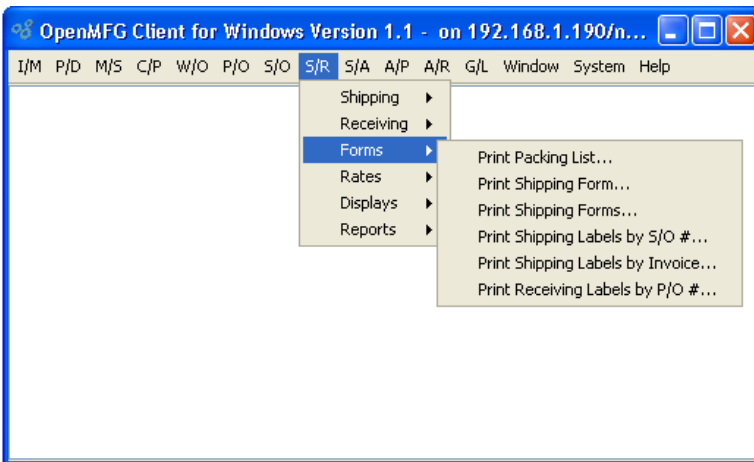 OpenMFG Client for Windows Version 1.1 - on 192.168.1.190/n...
I/M P/D M/S C/P W/O P/O S/O S/R S/A A/P A/R G/L Window System Help
Shipping
Receiving
Forms
Rates
Displays
Reports
Print Packing List...
Print Shipping Form...
Print Shipping Forms...
Print Shipping Labels by S/O #...
Print Shipping Labels by Invoice...
Print Receiving Labels by P/O #...